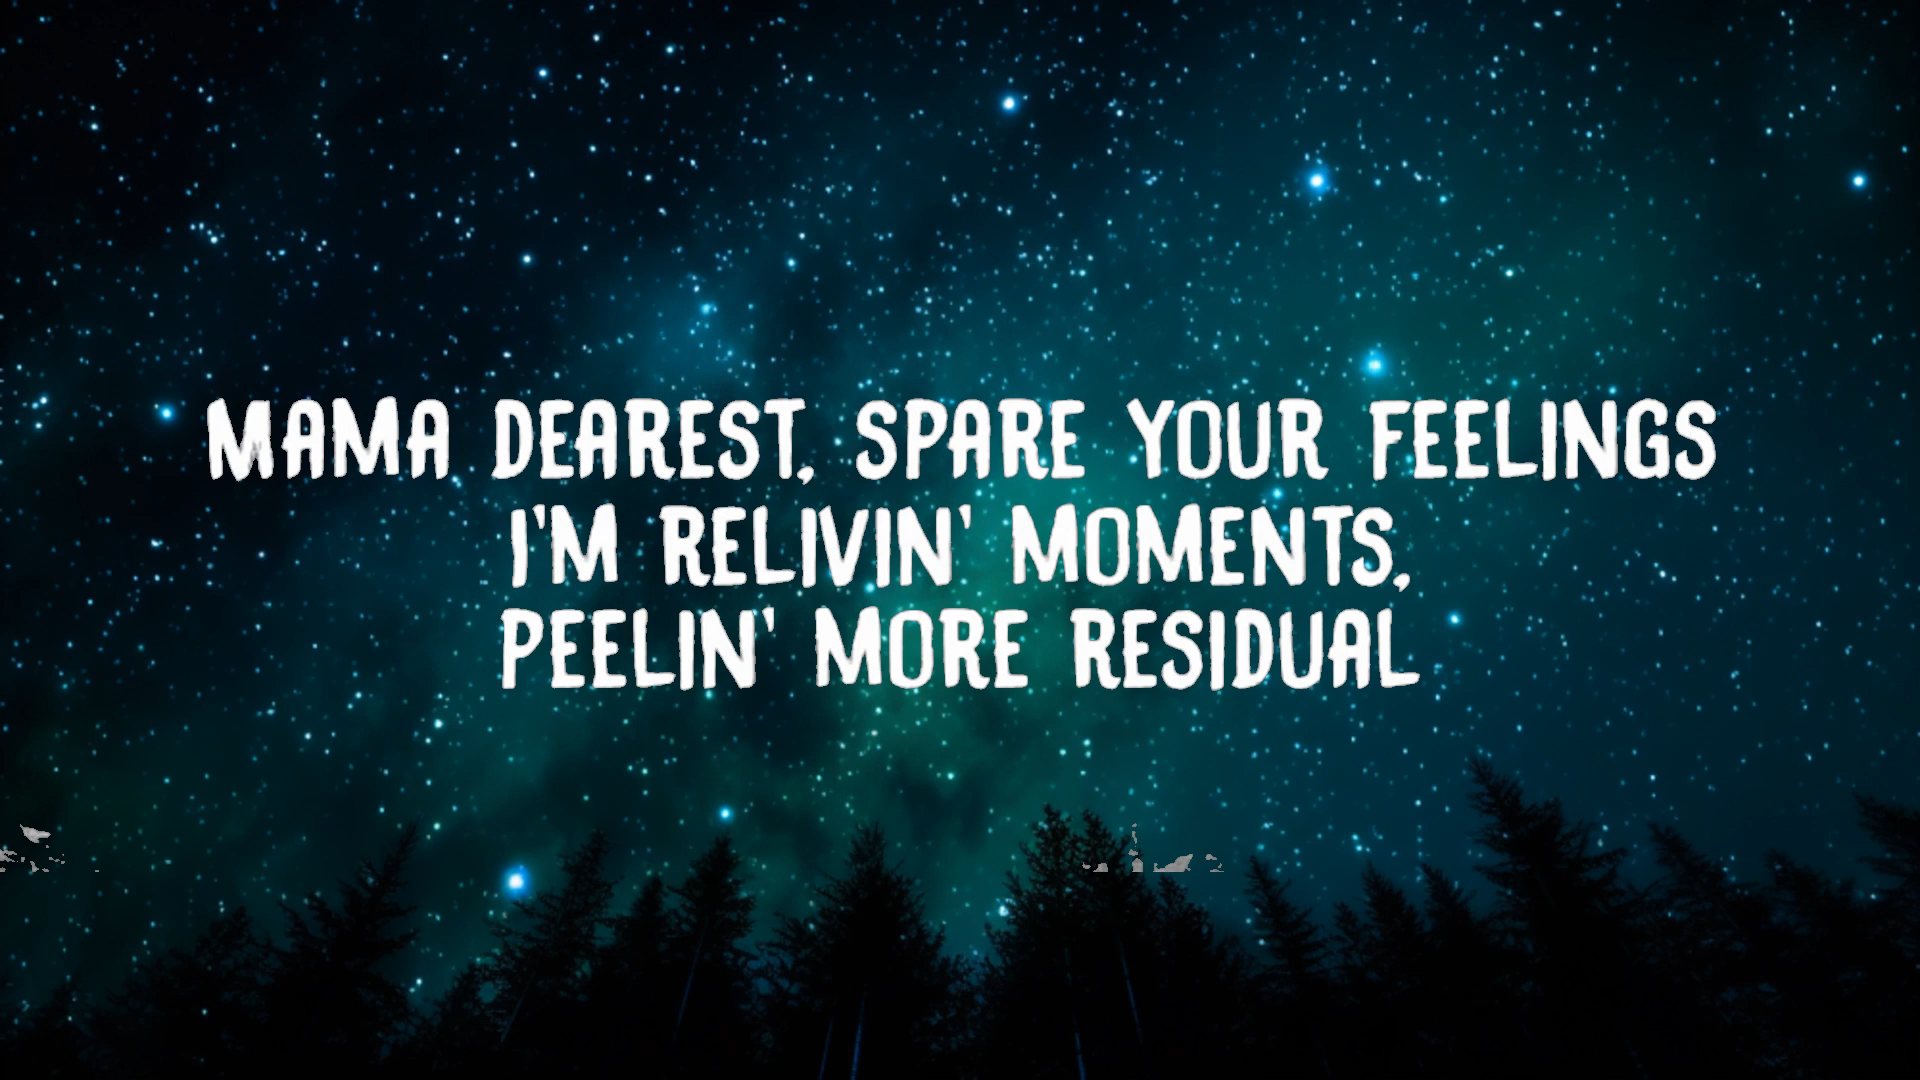 MAMA DEAREST, SPARE YOUR FEELINGS
I'M RELIVIN' MOMENTS,
PEELIN' MORE RESIDUAL